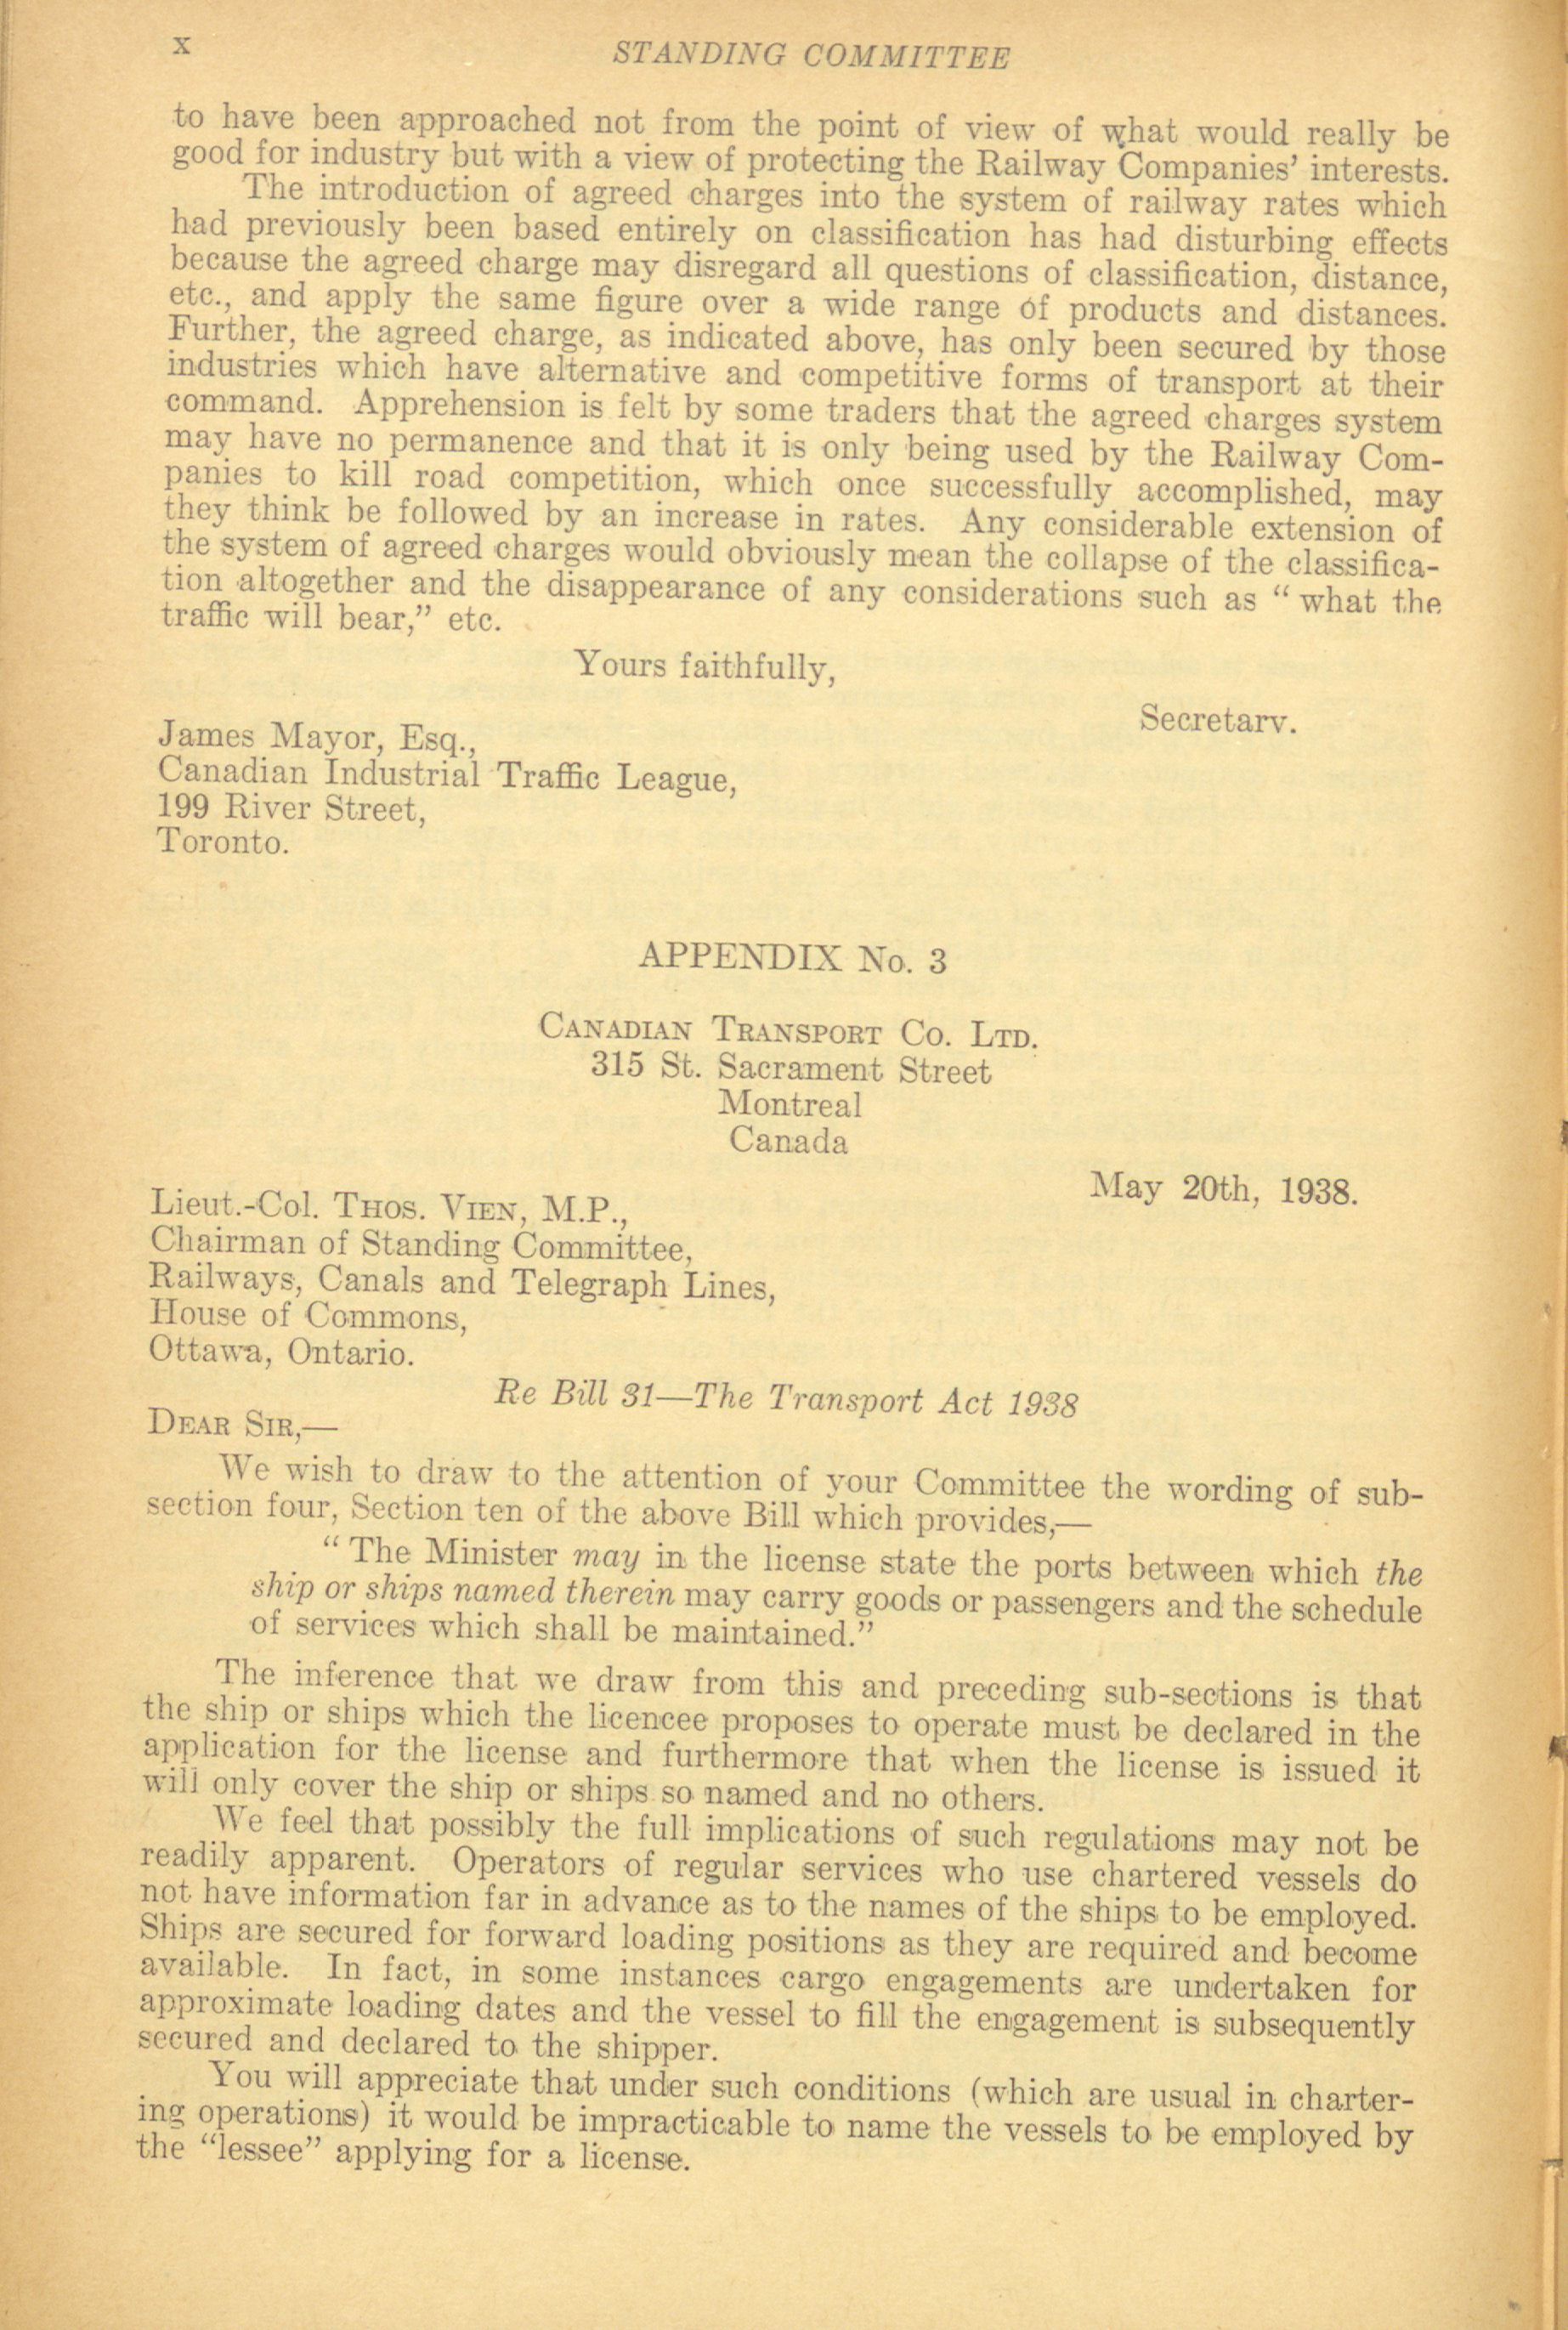 x
STANDING COMMITTEE
to have been approached not from the point of view of what would really be
good for industry but with a view of protecting the Railway Companies' interests.
The introduction of agreed charges into the system of railway rates which
had previously been based entirely on classification has had disturbing effects
because the agreed charge may disregard all questions of classification, distance,
etc., and apply the same figure over a wide range of products and distances.
Further, the agreed charge, as indicated above, has only been secured by those
industries which have alternative and competitive forms of transport at their
command. Apprehension is felt by some traders that the agreed charges system
may have no permanence and that it is only being used by the Railway Com-
panies to kill road competition, which once successfully accomplished, may
they think be followed by an increase in rates. Any considerable extension of
the system of agreed charges would obviously mean the collapse of the classifica-
tion altogether and the disappearance of any considerations such as "what the
traffic will bear," etc.
Yours faithfully,
Secretary.
James Mayor, Esq.,
Canadian Industrial Traffic League,
199 River Street,
Toronto.
APPENDIX No. 3
CANADIAN TRANSPORT CO. LTD.
315 St. Sacrament Street
Montreal
Canada
May 20th, 1938.
Lieut.-Col. THOS. VIEN, M.P.,
Chairman of Standing Committee,
Railways, Canals and Telegraph Lines,
House of Commons,
Ottawa, Ontario.
Re Bill 31—The Transport Act 1938
DEAR SIR,—
We wish to draw to the attention of your Committee the wording of sub-
section four, Section ten of the above Bill which provides,—
"The Minister may in the license state the ports between which the
ship or ships named therein may carry goods or passengers and the schedule
of services which shall be maintained."
The inference that we draw from this and preceding sub-sections is that
the ship or ships which the licencee proposes to operate must be declared in the
application for the license and furthermore that when the license is issued it
will only cover the ship or ships so named and no others.
We feel that possibly the full implications of such regulations may not be
readily apparent. Operators of regular services who use chartered vessels do
not have information far in advance as to the names of the ships to be employed.
Ships are secured for forward loading positions as they are required and become
available. In fact, in some instances cargo engagements are undertaken for
approximate loading dates and the vessel to fill the engagement is subsequently
secured and declared to the shipper.
You will appreciate that under such conditions (which are usual in charter-
ing operations) it would be impracticable to name the vessels to be employed by
the "lessee" applying for a license.